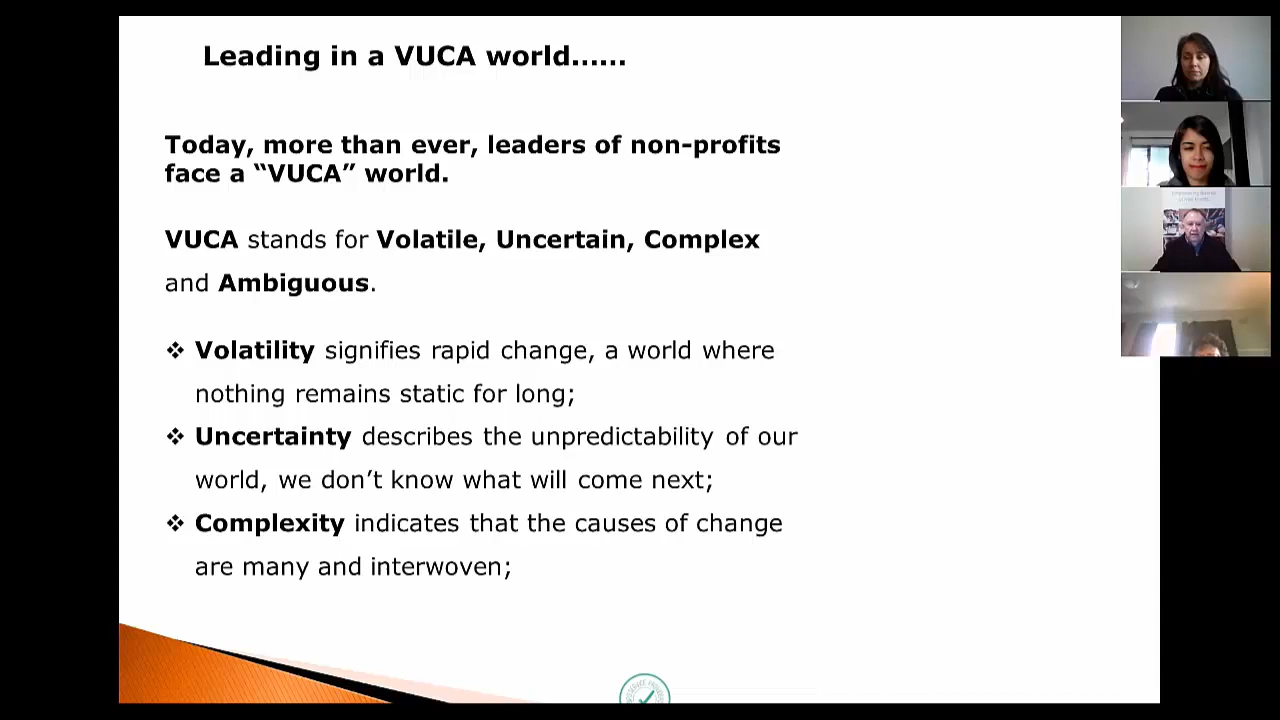 Leading in a VUCA world......
Today, more than ever, leaders of non-profits
face a “VUCA” world.
VUCA stands for Volatile, Uncertain, Complex
and Ambiguous.
❖ Volatility signifies rapid change, a world where
nothing remains static for long;
❖ Uncertainty describes the unpredictability of our
world, we don’t know what will come next;
❖ Complexity indicates that the causes of change
are many and interwoven;